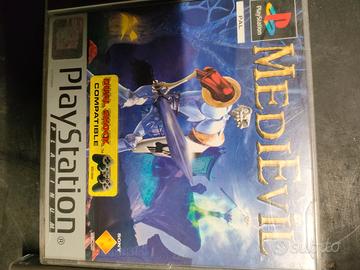 PlayStation
PAL
MEDIEVIL
DUAL SHOCK
COMPATIBLE
PlayStation
PLATINUM
SONY
subito